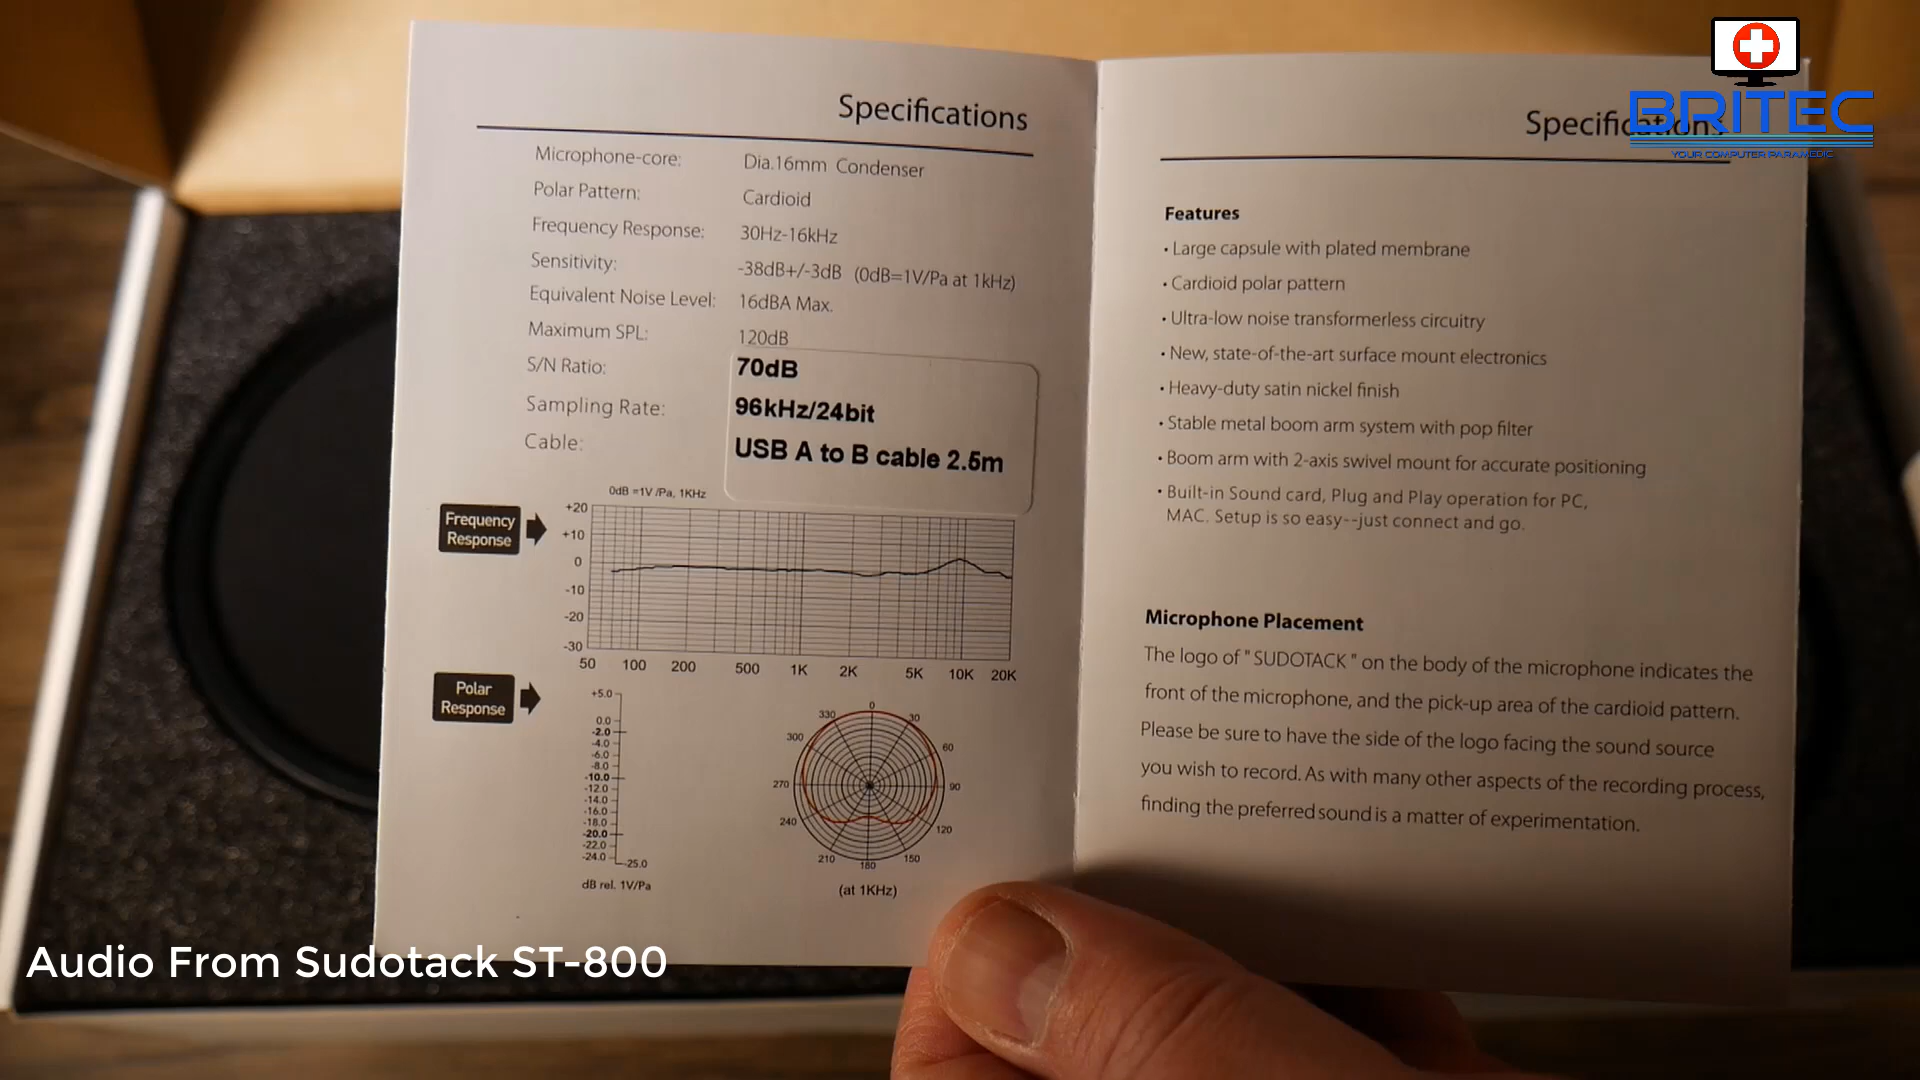 Specifications
Microphone-core: Dia.16mm Condenser
Polar Pattern: Cardioid
Frequency Response: 30Hz-16kHz
Sensitivity: -38dB+/-3dB (0dB=1V/Pa at 1kHz)
Equivalent Noise Level: 16dBA Max.
Maximum SPL: 120dB
S/N Ratio: 70dB
Sampling Rate: 96kHz/24bit
Cable: USB A to B cable 2.5m
0dB =1V /Pa, 1KHz
Frequency
Response
+20
+10
0
-10
-20
-30
50 100 200 500 1K 2K 5K 10K 20K
Polar
Response
+5.0
0.0
-2.0
-4.0
-6.0
-8.0
-10.0
-12.0
-14.0
-16.0
-18.0
-20.0
-22.0
-24.0
-25.0
dB rel. 1V/Pa
0
30
60
90
120
150
180
210
240
270
300
330
(at 1KHz)
Specifications
Features
• Large capsule with plated membrane
• Cardioid polar pattern
• Ultra-low noise transformerless circuitry
• New, state-of-the-art surface mount electronics
• Heavy-duty satin nickel finish
• Stable metal boom arm system with pop filter
• Boom arm with 2-axis swivel mount for accurate positioning
• Built-in Sound card, Plug and Play operation for PC,
MAC. Setup is so easy--just connect and go.
Microphone Placement
The logo of " SUDOTACK " on the body of the microphone indicates the
front of the microphone, and the pick-up area of the cardioid pattern.
Please be sure to have the side of the logo facing the sound source
you wish to record. As with many other aspects of the recording process,
finding the preferred sound is a matter of experimentation.
BRITEC
YOUR COMPUTER PARAMEDIC
Audio From Sudotack ST-800